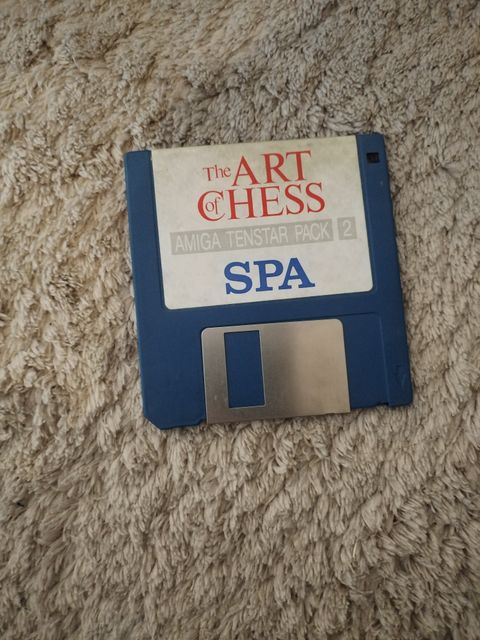 The ART
of CHESS
AMIGA TENSTAR PACK 2
SPA